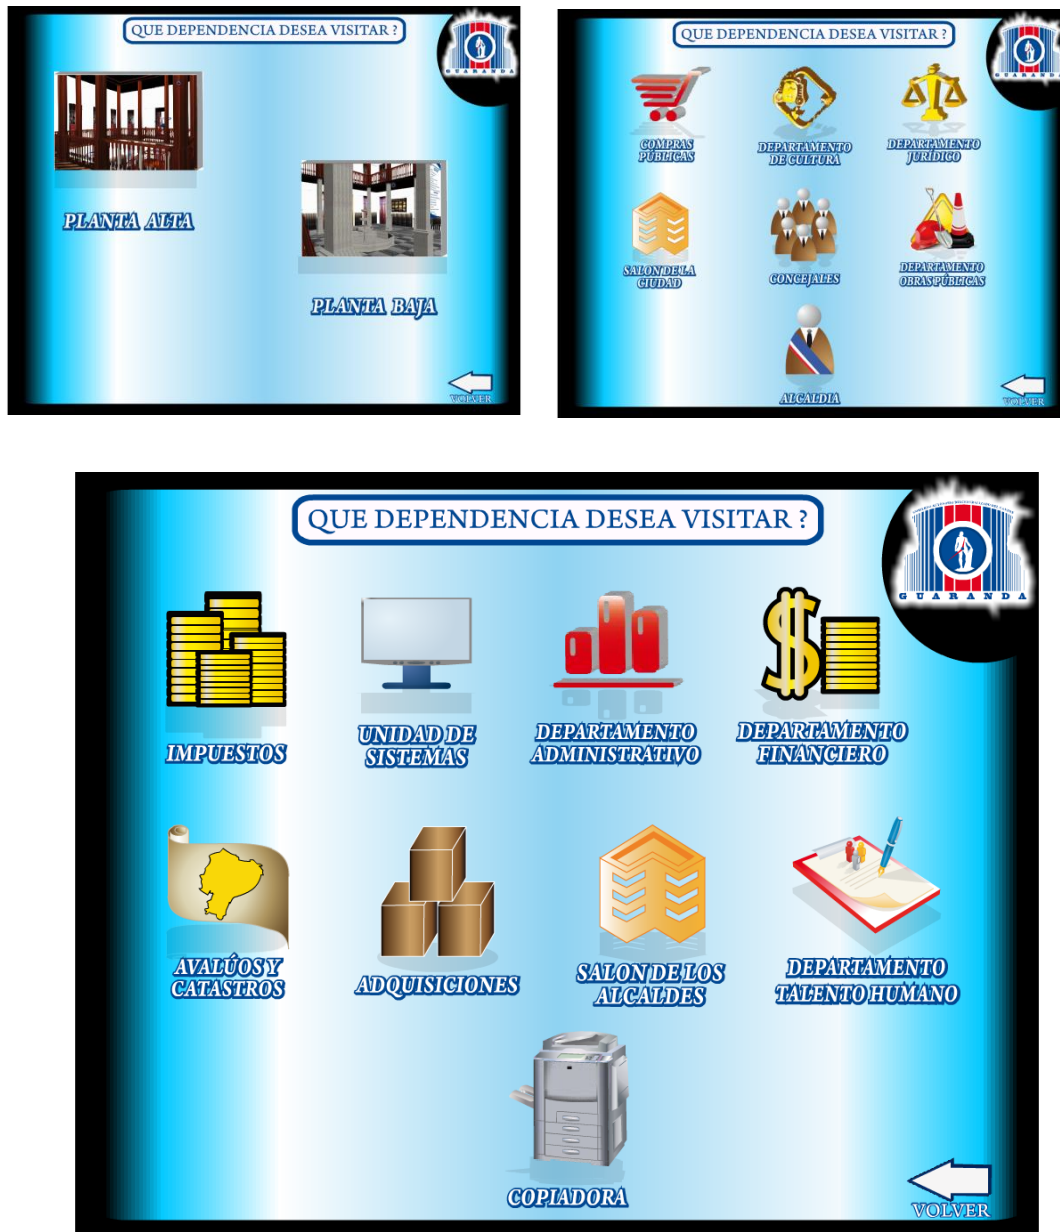 QUE DEPENDENCIA DESEA VISITAR ?
GUARANDA
PLANTA ALTA
PLANTA BAJA
VOLVER
QUE DEPENDENCIA DESEA VISITAR ?
GUARANDA
COMPRAS
PÚBLICAS
DEPARTAMENTO
DE CULTURA
DEPARTAMENTO
JURÍDICO
SALON DE LA
CIUDAD
CONCEJALES
DEPARTAMENTO
OBRAS PÚBLICAS
ALCALDIA
VOLVER
QUE DEPENDENCIA DESEA VISITAR ?
GUARANDA
IMPUESTOS
UNIDAD DE
SISTEMAS
DEPARTAMENTO
ADMINISTRATIVO
DEPARTAMENTO
FINANCIERO
AVALÚOS Y
CATASTROS
ADQUISICIONES
SALON DE LOS
ALCALDES
DEPARTAMENTO
TALENTO HUMANO
COPIADORA
VOLVER